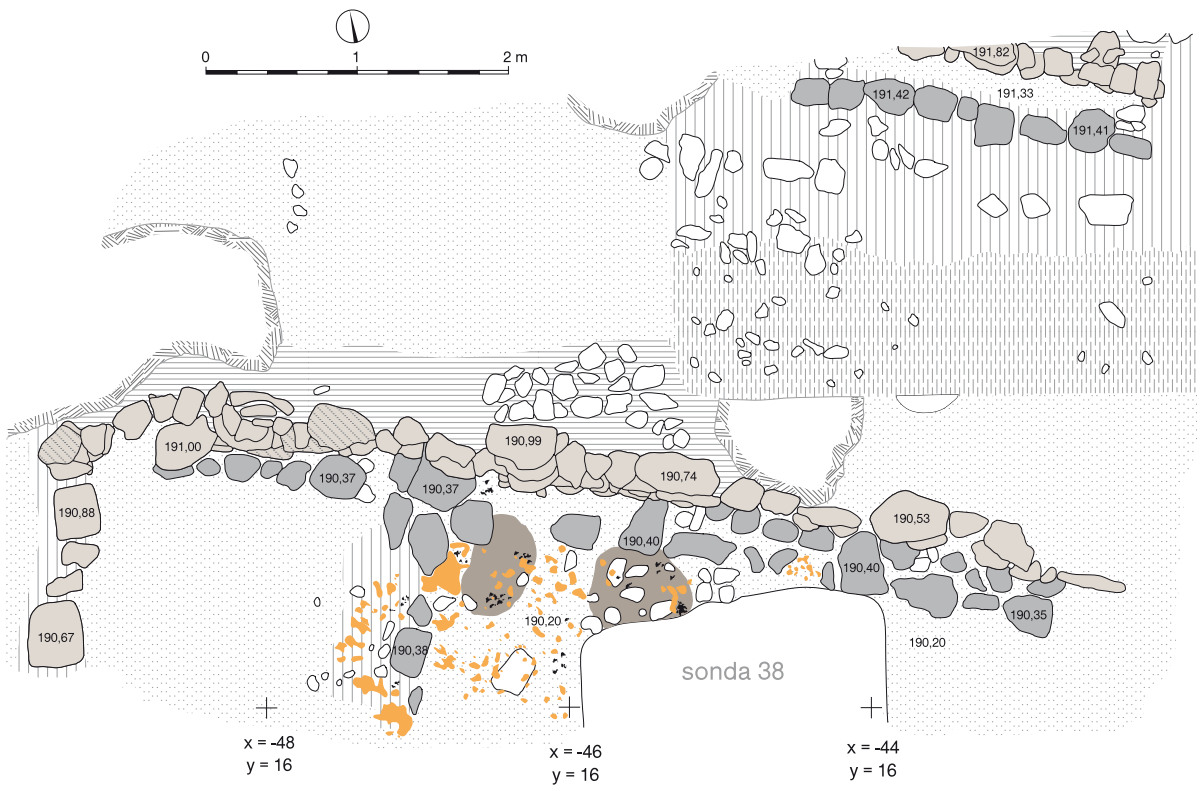 0
1
2 m
191,82
191,33
191,42
191,41
191,00
190,37
190,37
190,99
190,74
190,88
190,53
190,40
190,40
190,67
190,38
190,20
190,35
190,20
sonda 38
x = -48
y = 16
x = -46
y = 16
x = -44
y = 16